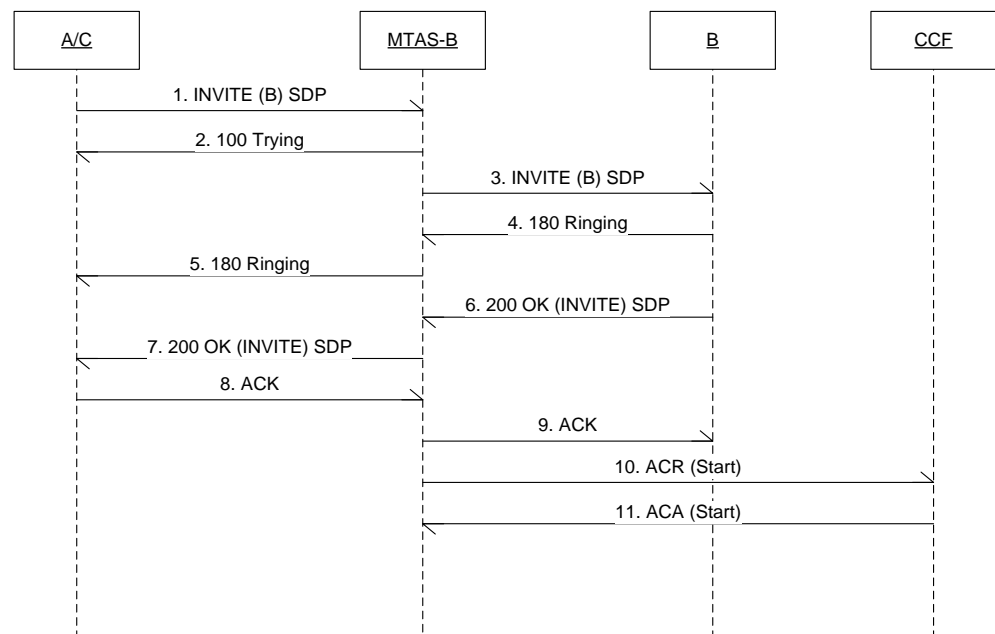 A/C
MTAS-B
B
CCF
1. INVITE (B) SDP
2. 100 Trying
3. INVITE (B) SDP
4. 180 Ringing
5. 180 Ringing
6. 200 OK (INVITE) SDP
7. 200 OK (INVITE) SDP
8. ACK
9. ACK
10. ACR (Start)
11. ACA (Start)